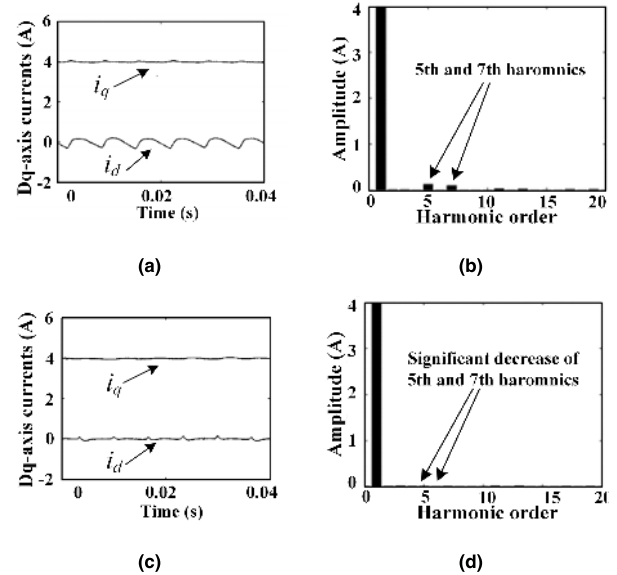 Dq-axis currents (A)
6
4
2
0
-2
i_q
i_d
0
0.02
0.04
Time (s)
(a)
Amplitude (A)
4
3
2
1
0
5th and 7th haromnics
0
5
10
15
20
Harmonic order
(b)
Dq-axis currents (A)
6
4
2
0
-2
i_q
i_d
0
0.02
0.04
Time (s)
(c)
Amplitude (A)
4
3
2
1
0
Significant decrease of
5th and 7th haromnics
0
5
10
15
20
Harmonic order
(d)